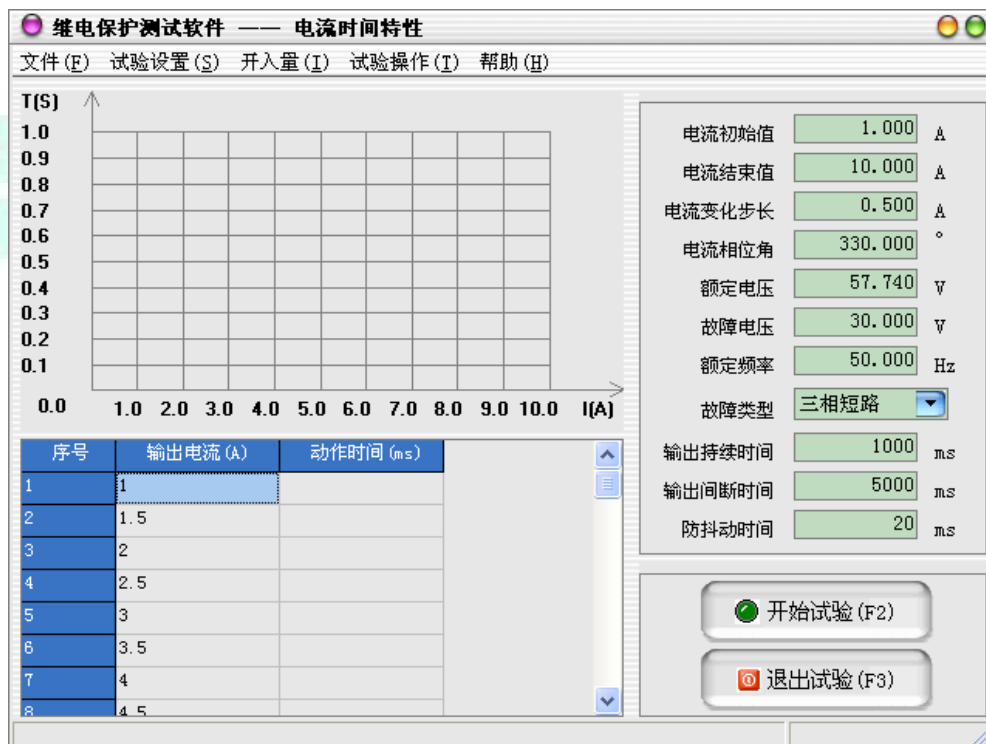 继电保护测试软件 —— 电流时间特性
文件(F) 试验设置(S) 开入量(I) 试验操作(T) 帮助(H)
T(S)
1.0
0.9
0.8
0.7
0.6
0.5
0.4
0.3
0.2
0.1
0.0 1.0 2.0 3.0 4.0 5.0 6.0 7.0 8.0 9.0 10.0 I(A)
序号 输出电流(A) 动作时间(ms)
1 1
2 1.5
3 2
4 2.5
5 3
6 3.5
7 4
8 4.5
电流初始值 1.000 A
电流结束值 10.000 A
电流变化步长 0.500 A
电流相位角 330.000 °
额定电压 57.740 V
故障电压 30.000 V
额定频率 50.000 Hz
故障类型 三相短路
输出持续时间 1000 ms
输出间断时间 5000 ms
防抖动时间 20 ms
开始试验(F2)
退出试验(F3)